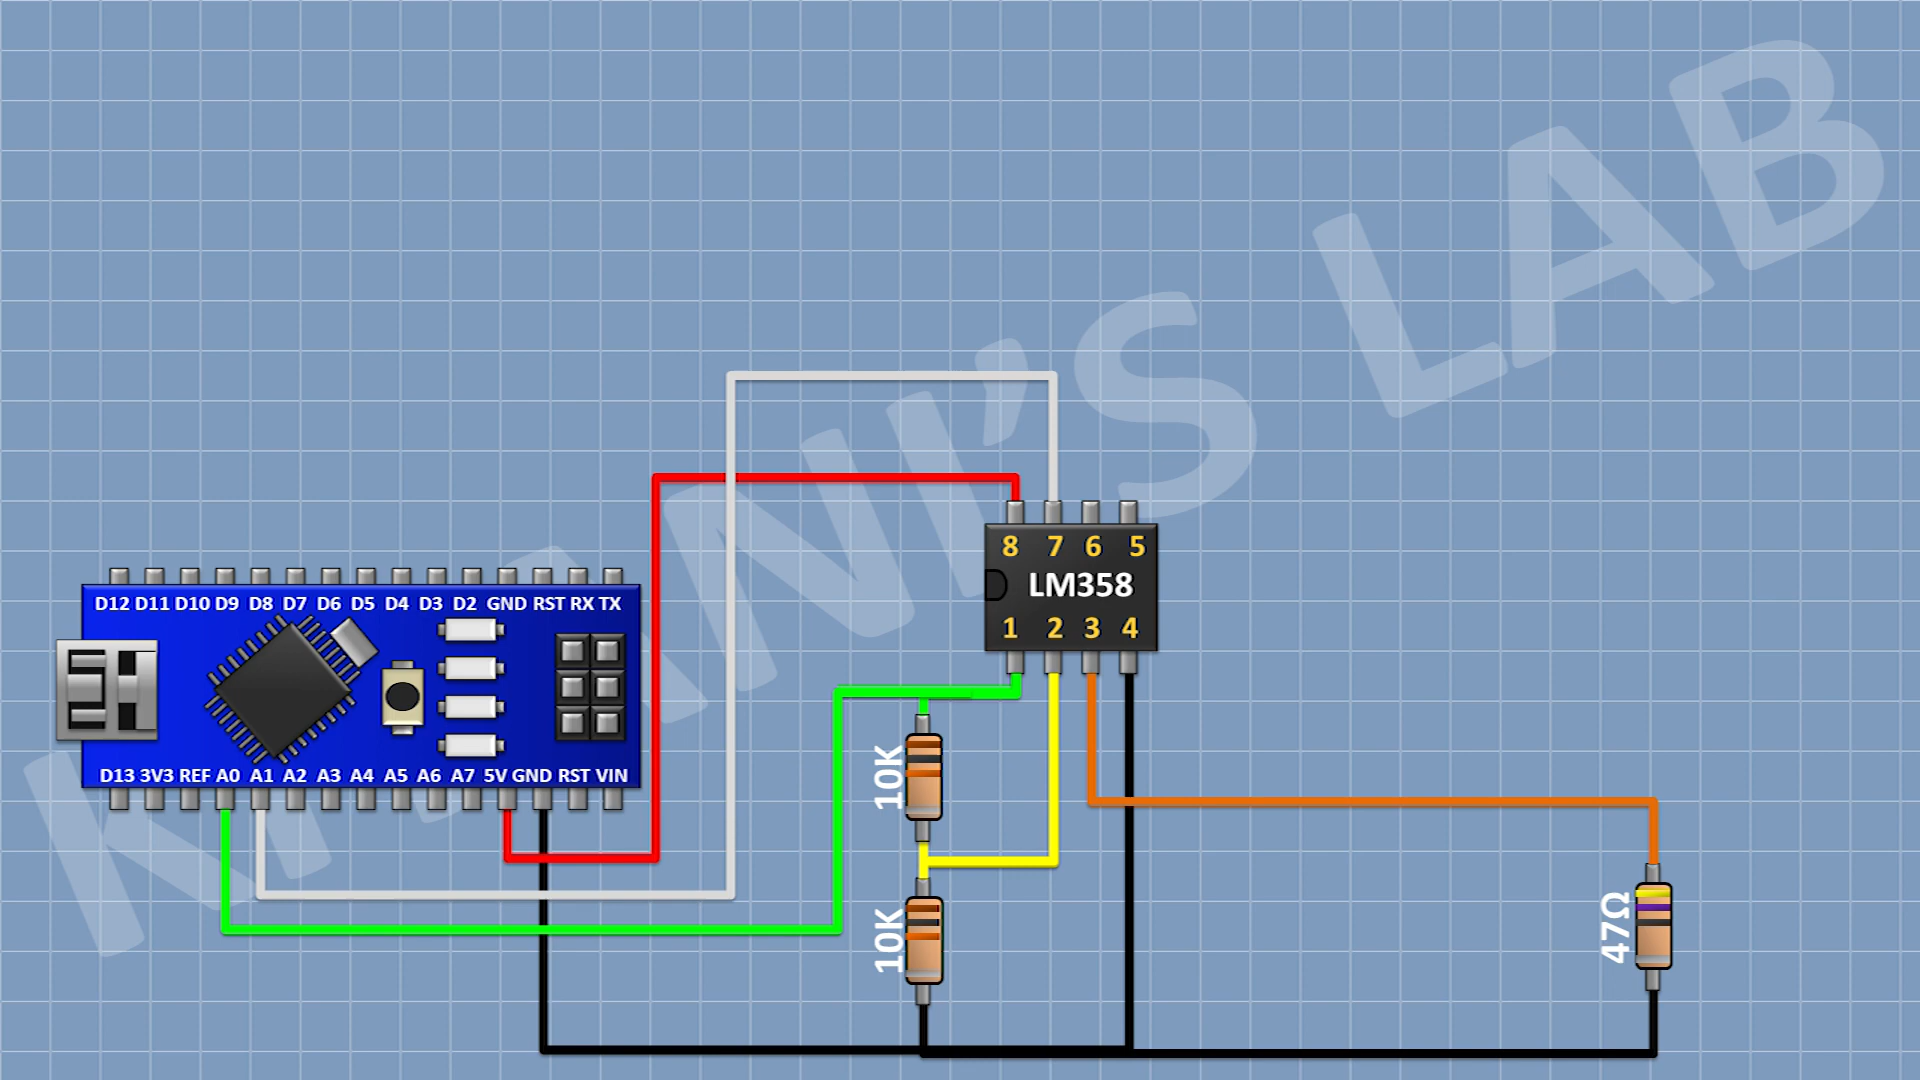 KHANI'S LAB
8 7 6 5
LM358
1 2 3 4
D12 D11 D10 D9 D8 D7 D6 D5 D4 D3 D2 GND RST RX TX
D13 3V3 REF A0 A1 A2 A3 A4 A5 A6 A7 5V GND RST VIN
10K
10K
47Ω